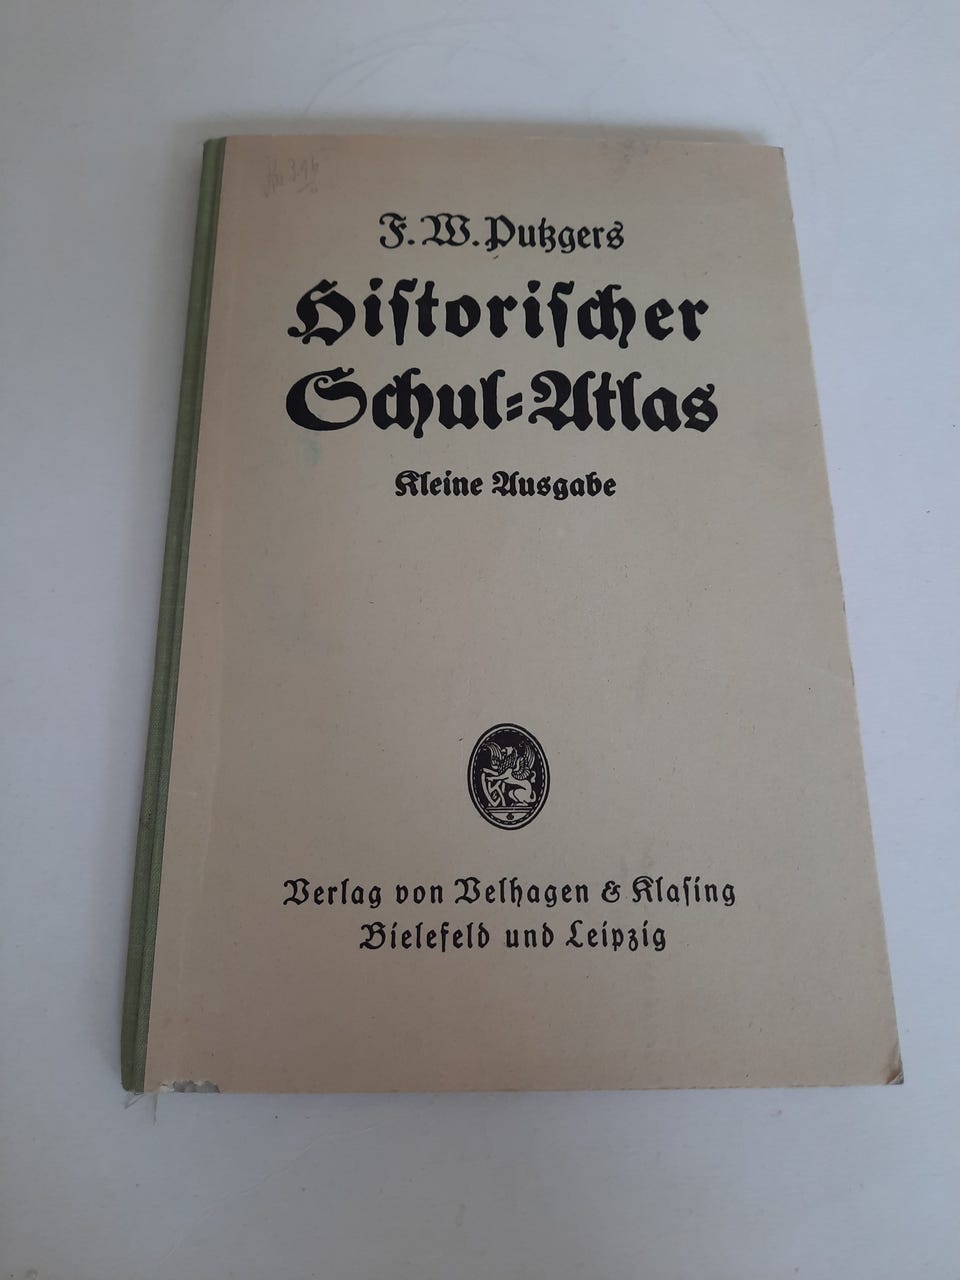 F. W. Putzgers
Hiſtoriſcher
Schul⸗Atlas
Kleine Ausgabe
Verlag von Velhagen & Klaſing
Bielefeld und Leipzig